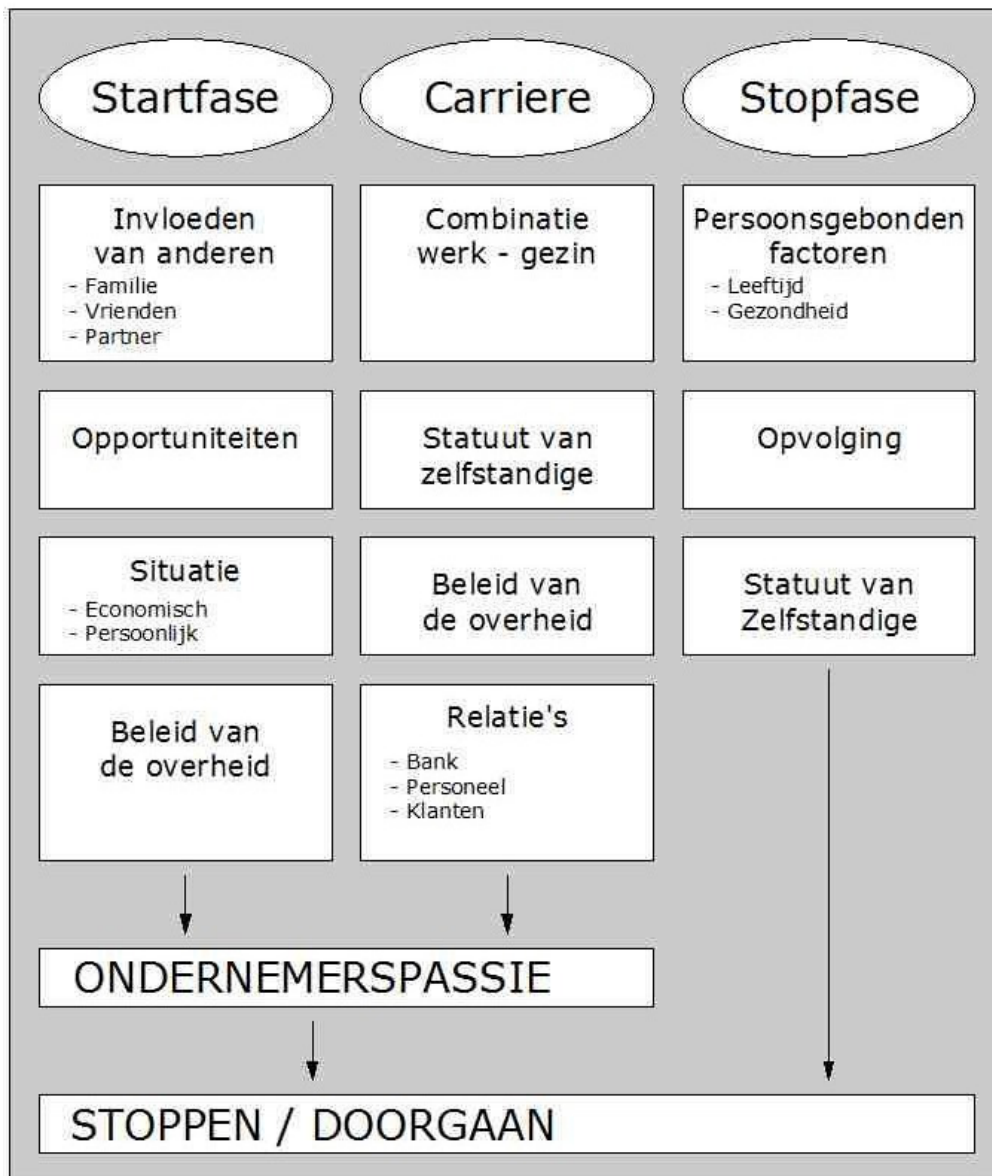 Startfase
Invloeden
van anderen
- Familie
- Vrienden
- Partner
Opportuniteiten
Situatie
- Economisch
- Persoonlijk
Beleid van
de overheid
Carriere
Combinatie
werk - gezin
Statuut van
zelfstandige
Beleid van
de overheid
Relatie's
- Bank
- Personeel
- Klanten
Stopfase
Persoonsgebonden
factoren
- Leeftijd
- Gezondheid
Opvolging
Statuut van
Zelfstandige
ONDERNEMERSPASSIE
STOPPEN / DOORGAAN